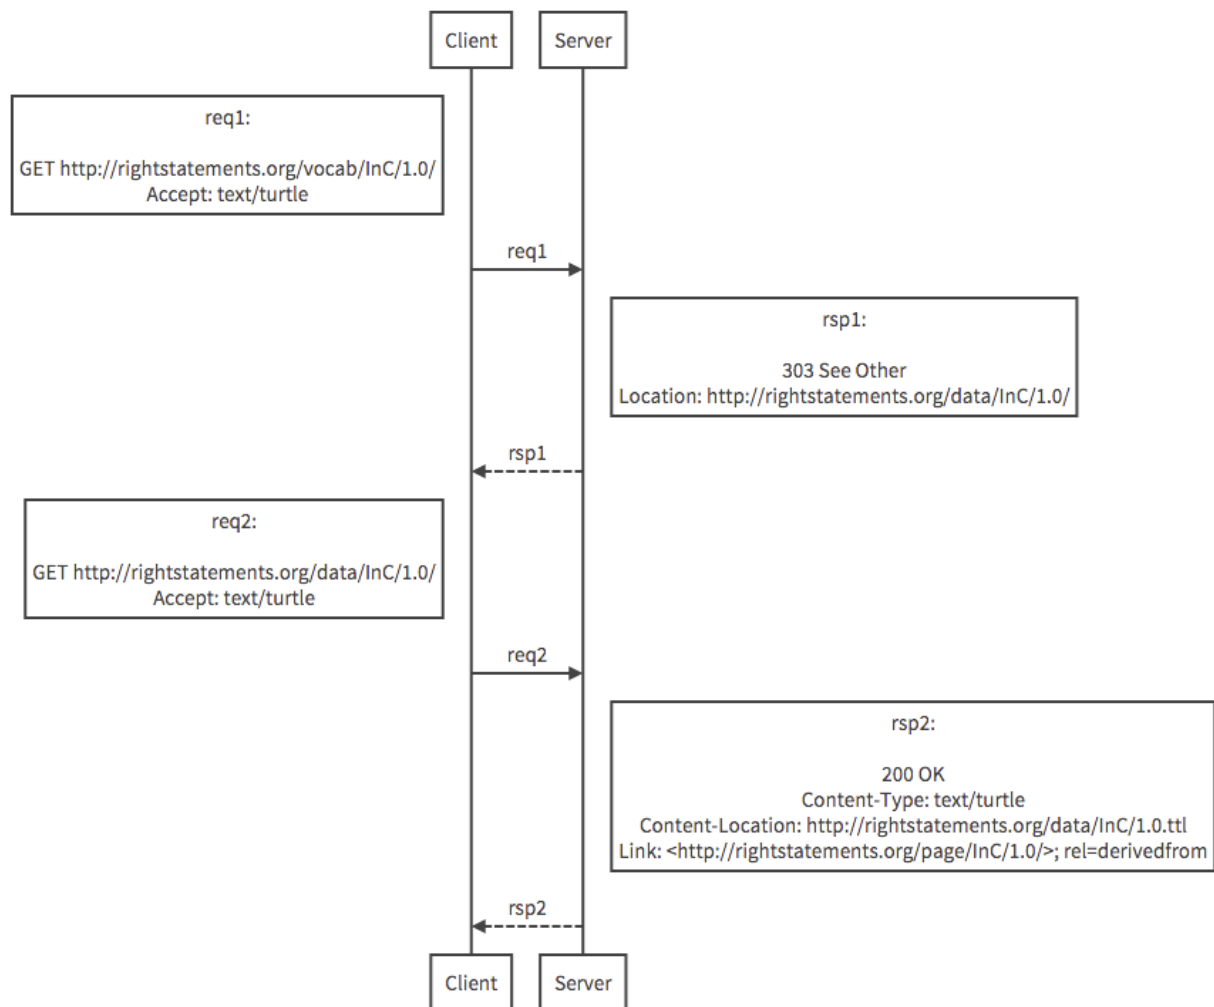 Client Server
req1:
GET http://rightstatements.org/vocab/InC/1.0/
Accept: text/turtle
req1
rsp1:
303 See Other
Location: http://rightstatements.org/data/InC/1.0/
rsp1
req2:
GET http://rightstatements.org/data/InC/1.0/
Accept: text/turtle
req2
rsp2:
200 OK
Content-Type: text/turtle
Content-Location: http://rightstatements.org/data/InC/1.0.ttl
Link: <http://rightstatements.org/page/InC/1.0/>; rel=derivedfrom
rsp2
Client Server